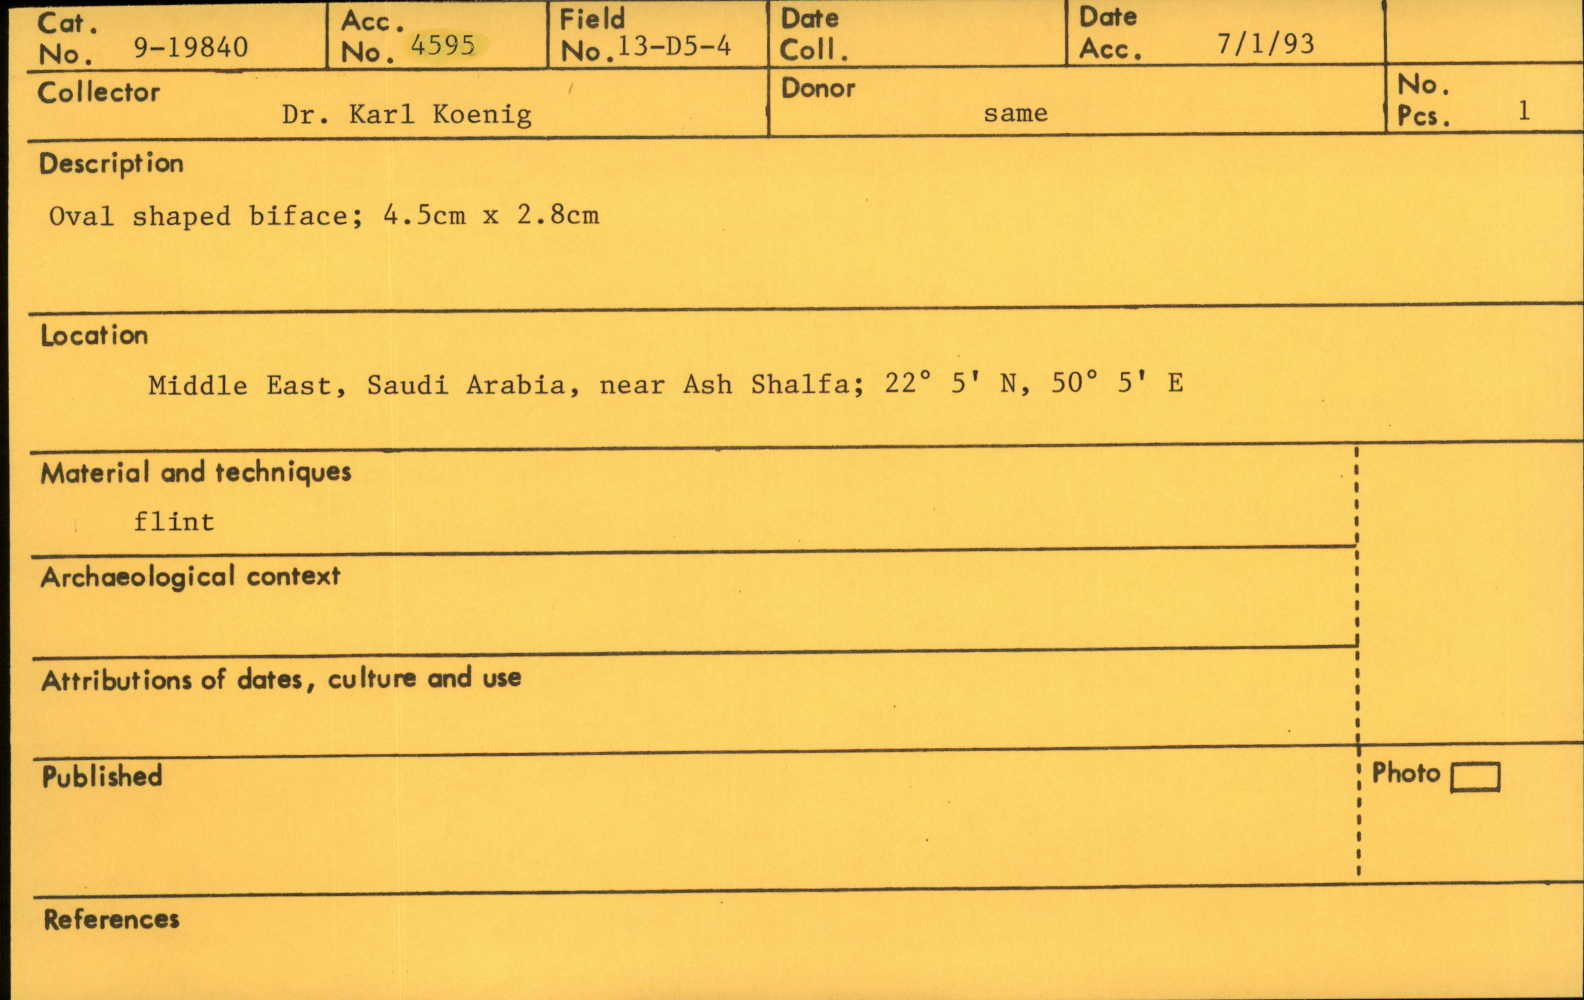 Cat. No. 9-19840
Acc. No. 4595
Field No. 13-D5-4
Date Coll.
Date Acc. 7/1/93
Collector
Dr. Karl Koenig
Donor
same
No. Pcs. 1
Description
Oval shaped biface; 4.5cm x 2.8cm
Location
Middle East, Saudi Arabia, near Ash Shalfa; 22° 5' N, 50° 5' E
Material and techniques
flint
Archaeological context
Attributions of dates, culture and use
Published
Photo
References